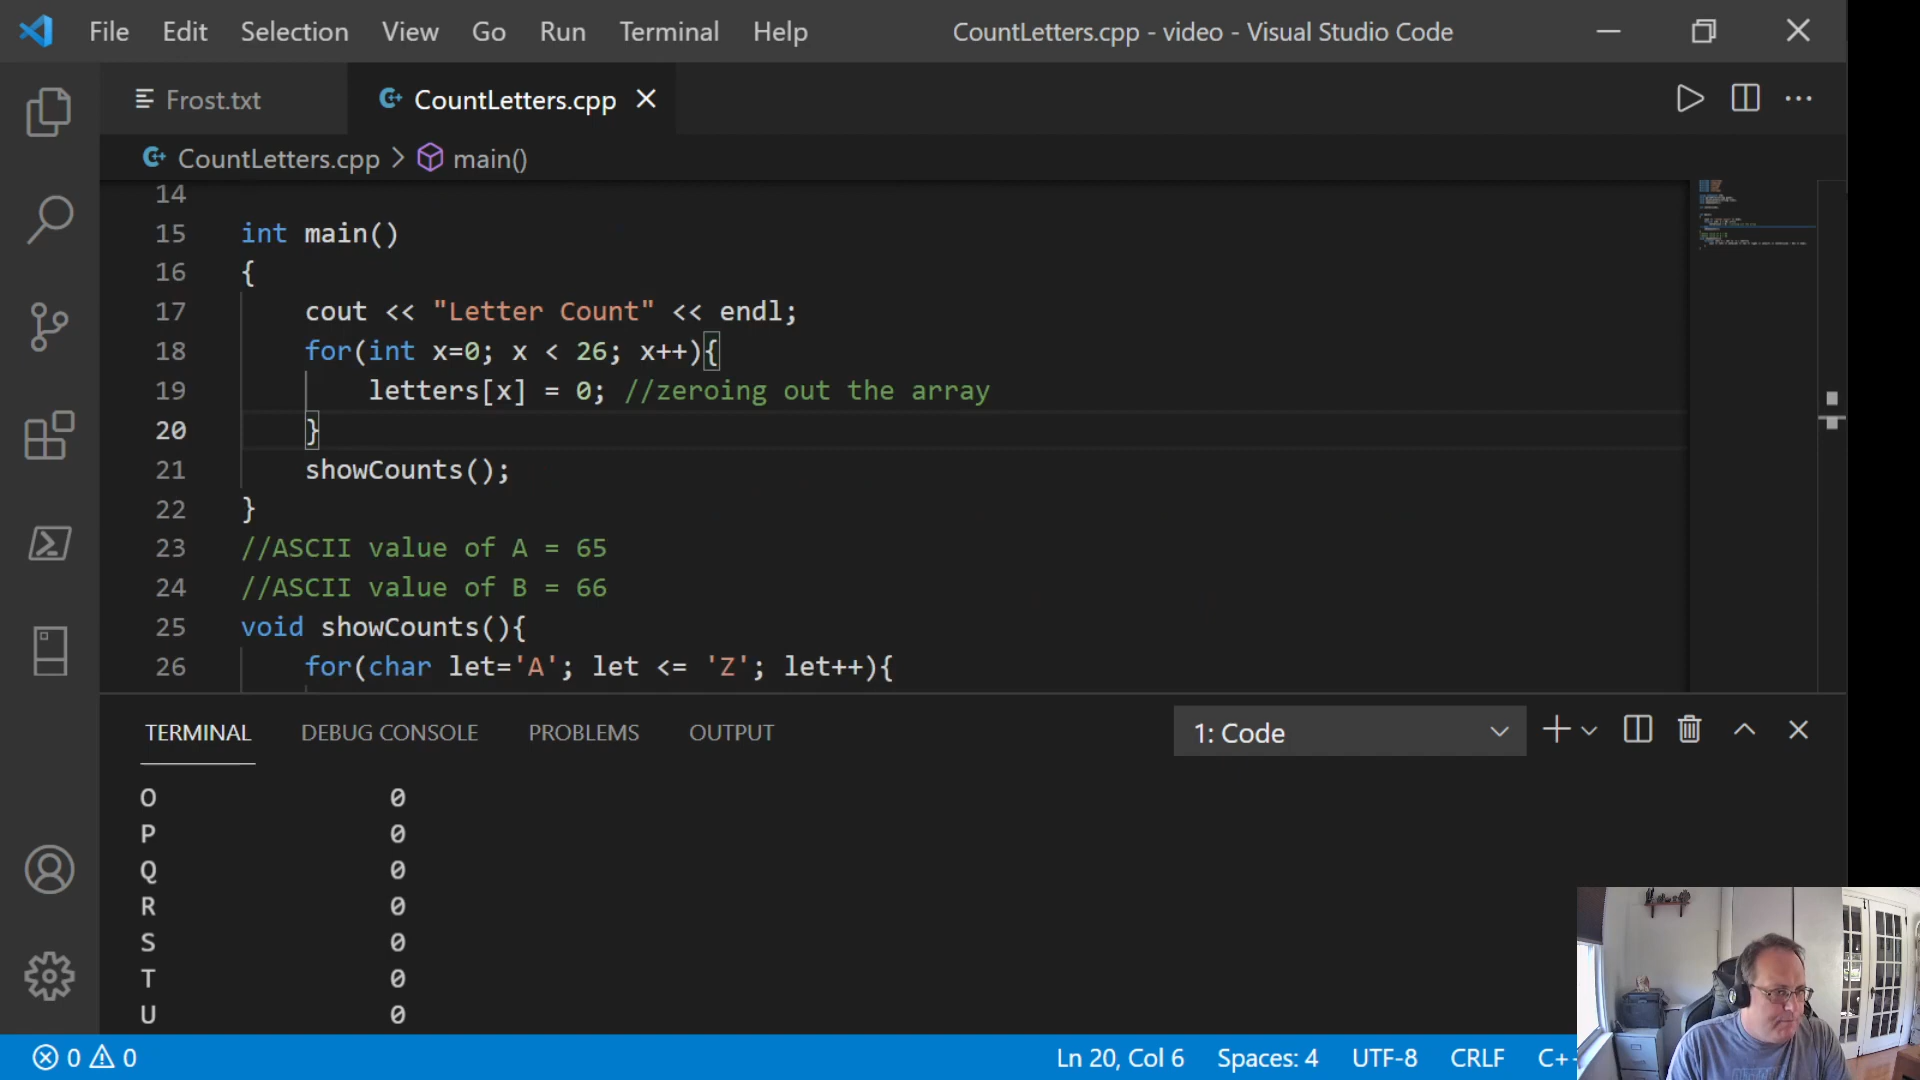 File Edit Selection View Go Run Terminal Help CountLetters.cpp - video - Visual Studio Code
Frost.txt CountLetters.cpp
CountLetters.cpp > main()
14
15 int main()
16 {
17 cout << "Letter Count" << endl;
18 for(int x=0; x < 26; x++){
19 letters[x] = 0; //zeroing out the array
20 }
21 showCounts();
22 }
23 //ASCII value of A = 65
24 //ASCII value of B = 66
25 void showCounts(){
26 for(char let='A'; let <= 'Z'; let++){
TERMINAL DEBUG CONSOLE PROBLEMS OUTPUT 1: Code
O 0
P 0
Q 0
R 0
S 0
T 0
U 0
0 0 Ln 20, Col 6 Spaces: 4 UTF-8 CRLF C++